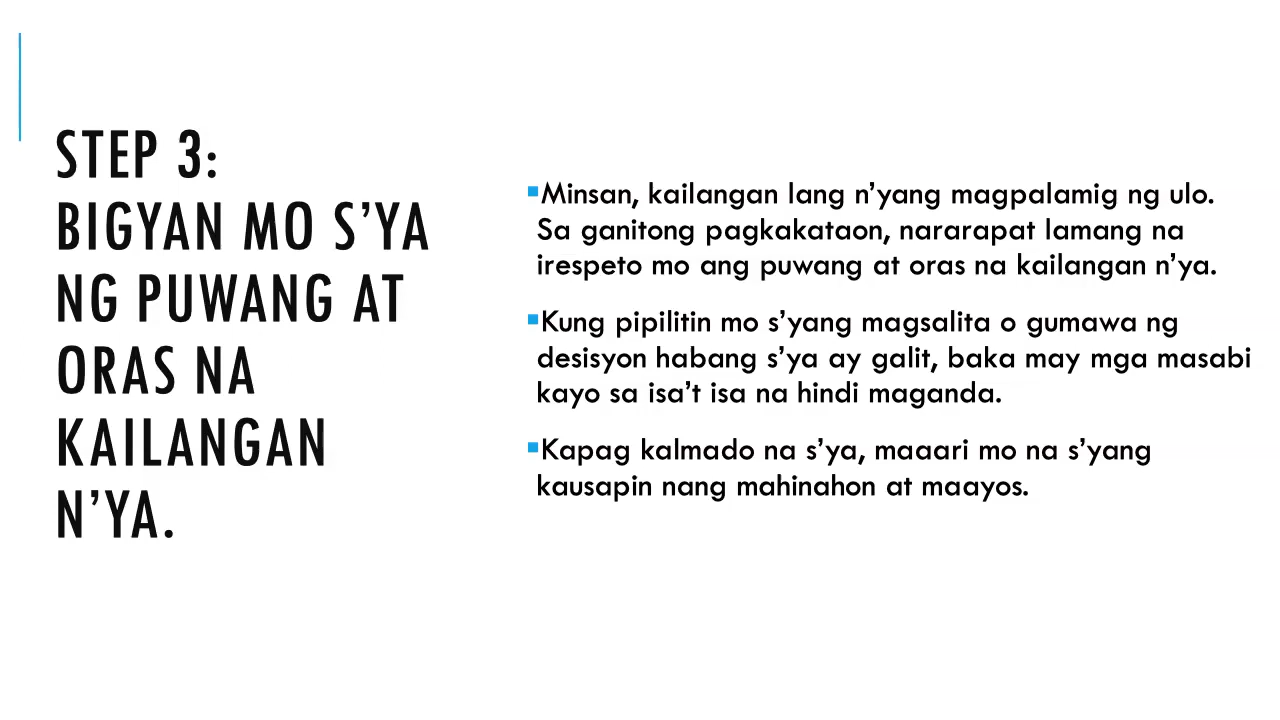 STEP 3:
BIGYAN MO S’YA
NG PUWANG AT
ORAS NA
KAILANGAN
N’YA.
▪Minsan, kailangan lang n’yang magpalamig ng ulo.
Sa ganitong pagkakataon, nararapat lamang na
irespeto mo ang puwang at oras na kailangan n’ya.
▪Kung pipilitin mo s’yang magsalita o gumawa ng
desisyon habang s’ya ay galit, baka may mga masabi
kayo sa isa’t isa na hindi maganda.
▪Kapag kalmado na s’ya, maaari mo na s’yang
kausapin nang mahinahon at maayos.